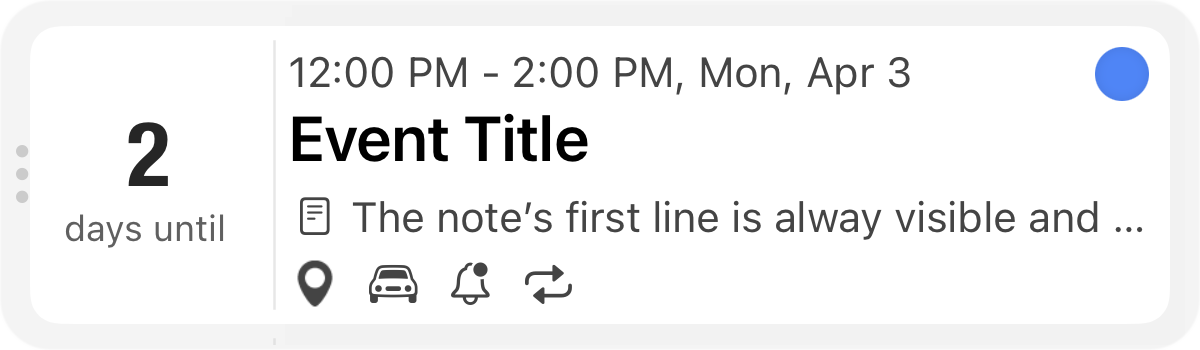 12:00 PM - 2:00 PM, Mon, Apr 3
Event Title
2
days until
The note’s first line is alway visible and ...